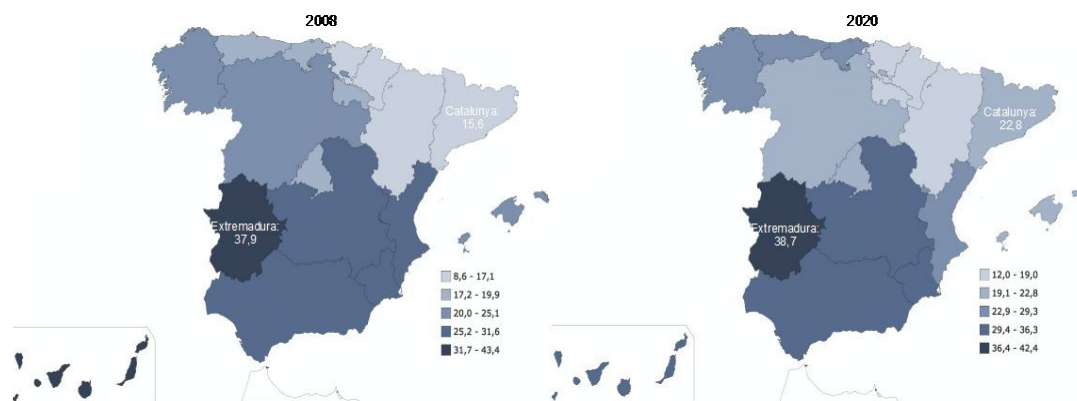 2008
2020
Catalunya:
15,6
Extremadura:
37,9
8,6 - 17,1
17,2 - 19,9
20,0 - 25,1
25,2 - 31,6
31,7 - 43,4
Catalunya:
22,8
Extremadura:
38,7
12,0 - 19,0
19,1 - 22,8
22,9 - 29,3
29,4 - 36,3
36,4 - 42,4